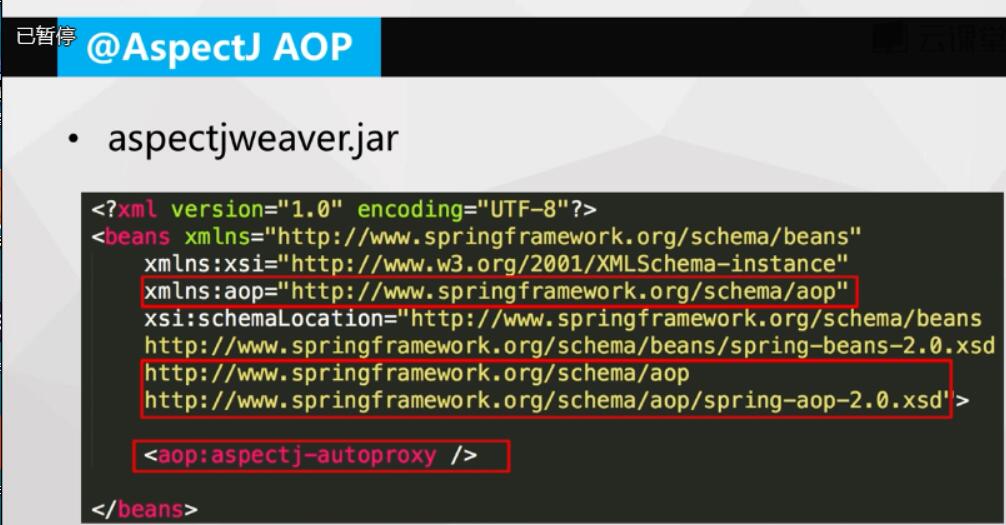 已暂停
@AspectJ AOP
云课堂
• aspectjweaver.jar
<?xml version="1.0" encoding="UTF-8"?>
<beans xmlns="http://www.springframework.org/schema/beans"
xmlns:xsi="http://www.w3.org/2001/XMLSchema-instance"
xmlns:aop="http://www.springframework.org/schema/aop"
xsi:schemaLocation="http://www.springframework.org/schema/beans
http://www.springframework.org/schema/beans/spring-beans-2.0.xsd
http://www.springframework.org/schema/aop
http://www.springframework.org/schema/aop/spring-aop-2.0.xsd">
<aop:aspectj-autoproxy />
</beans>